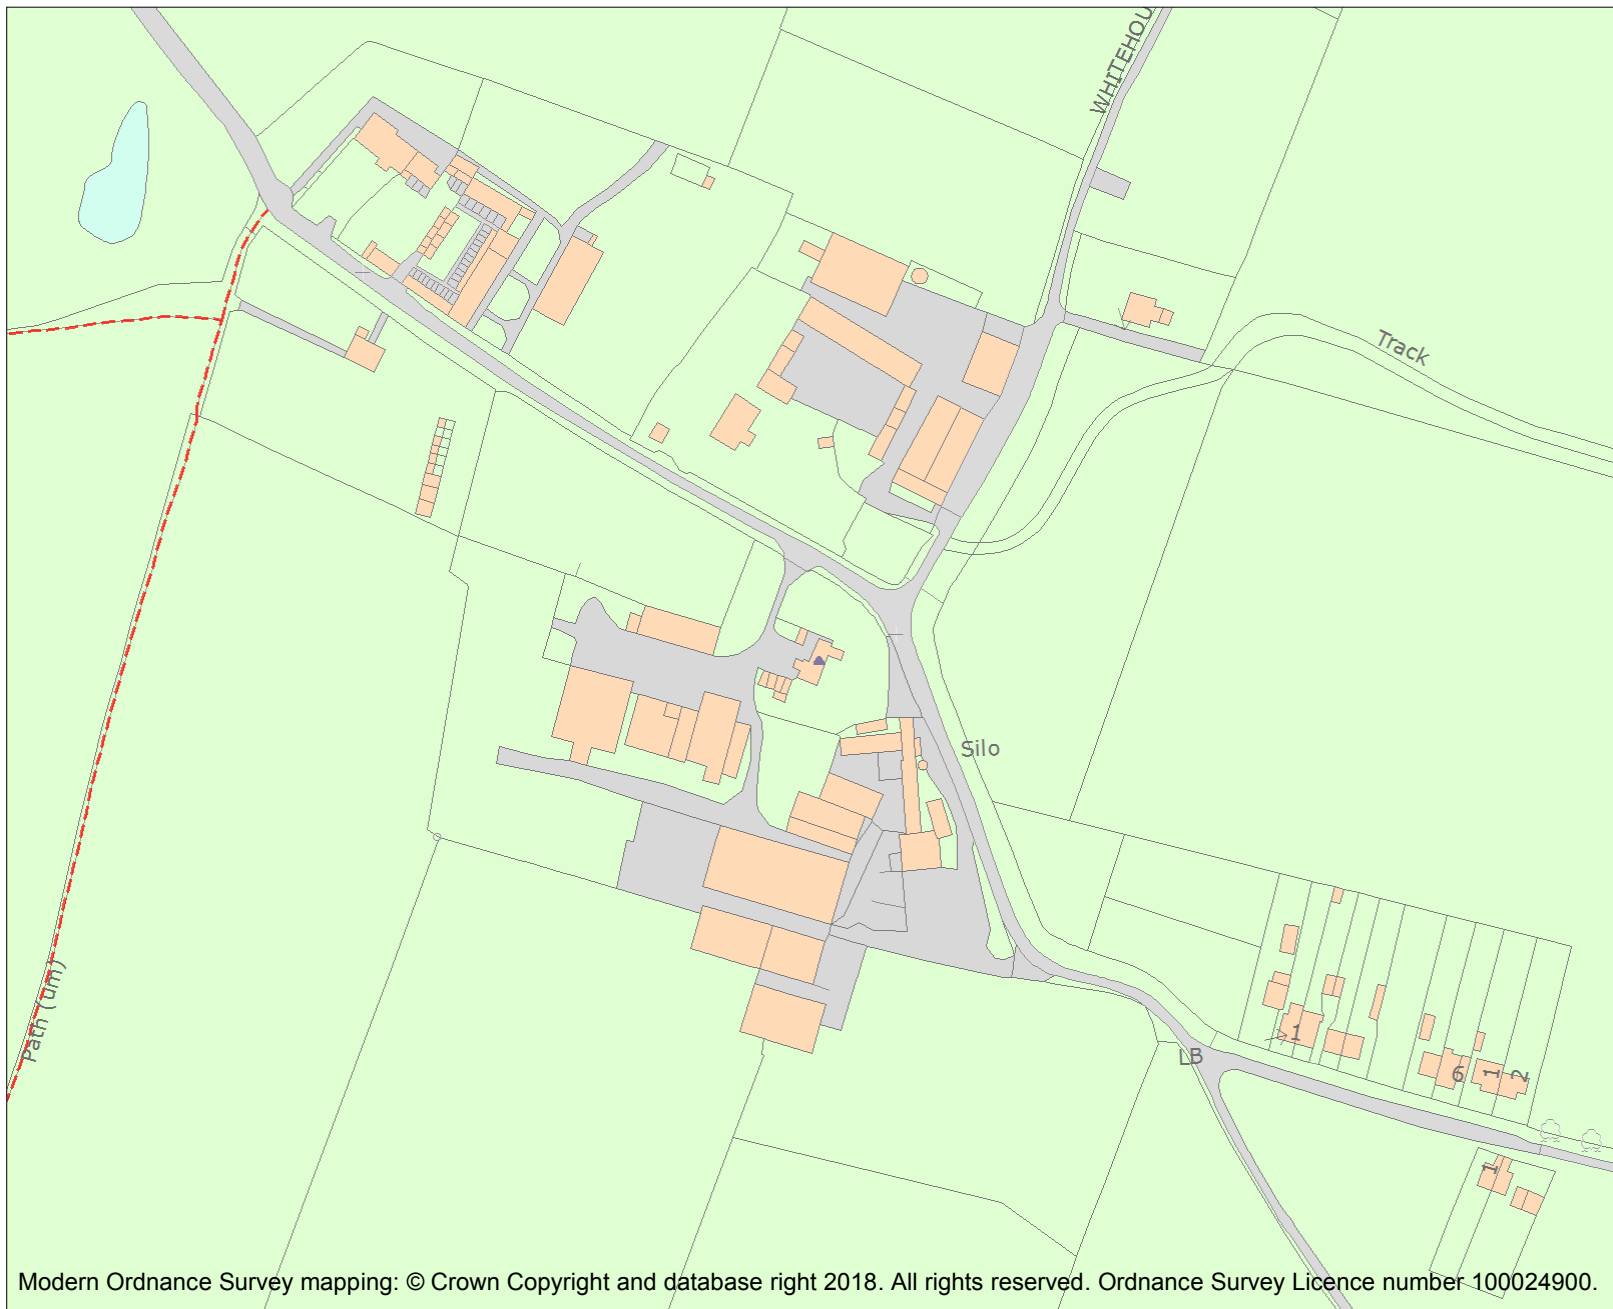 WHITEHOU
Track
Silo
Path (um)
1
LB
6
1
2
1
Modern Ordnance Survey mapping: © Crown Copyright and database right 2018. All rights reserved. Ordnance Survey Licence number 100024900.